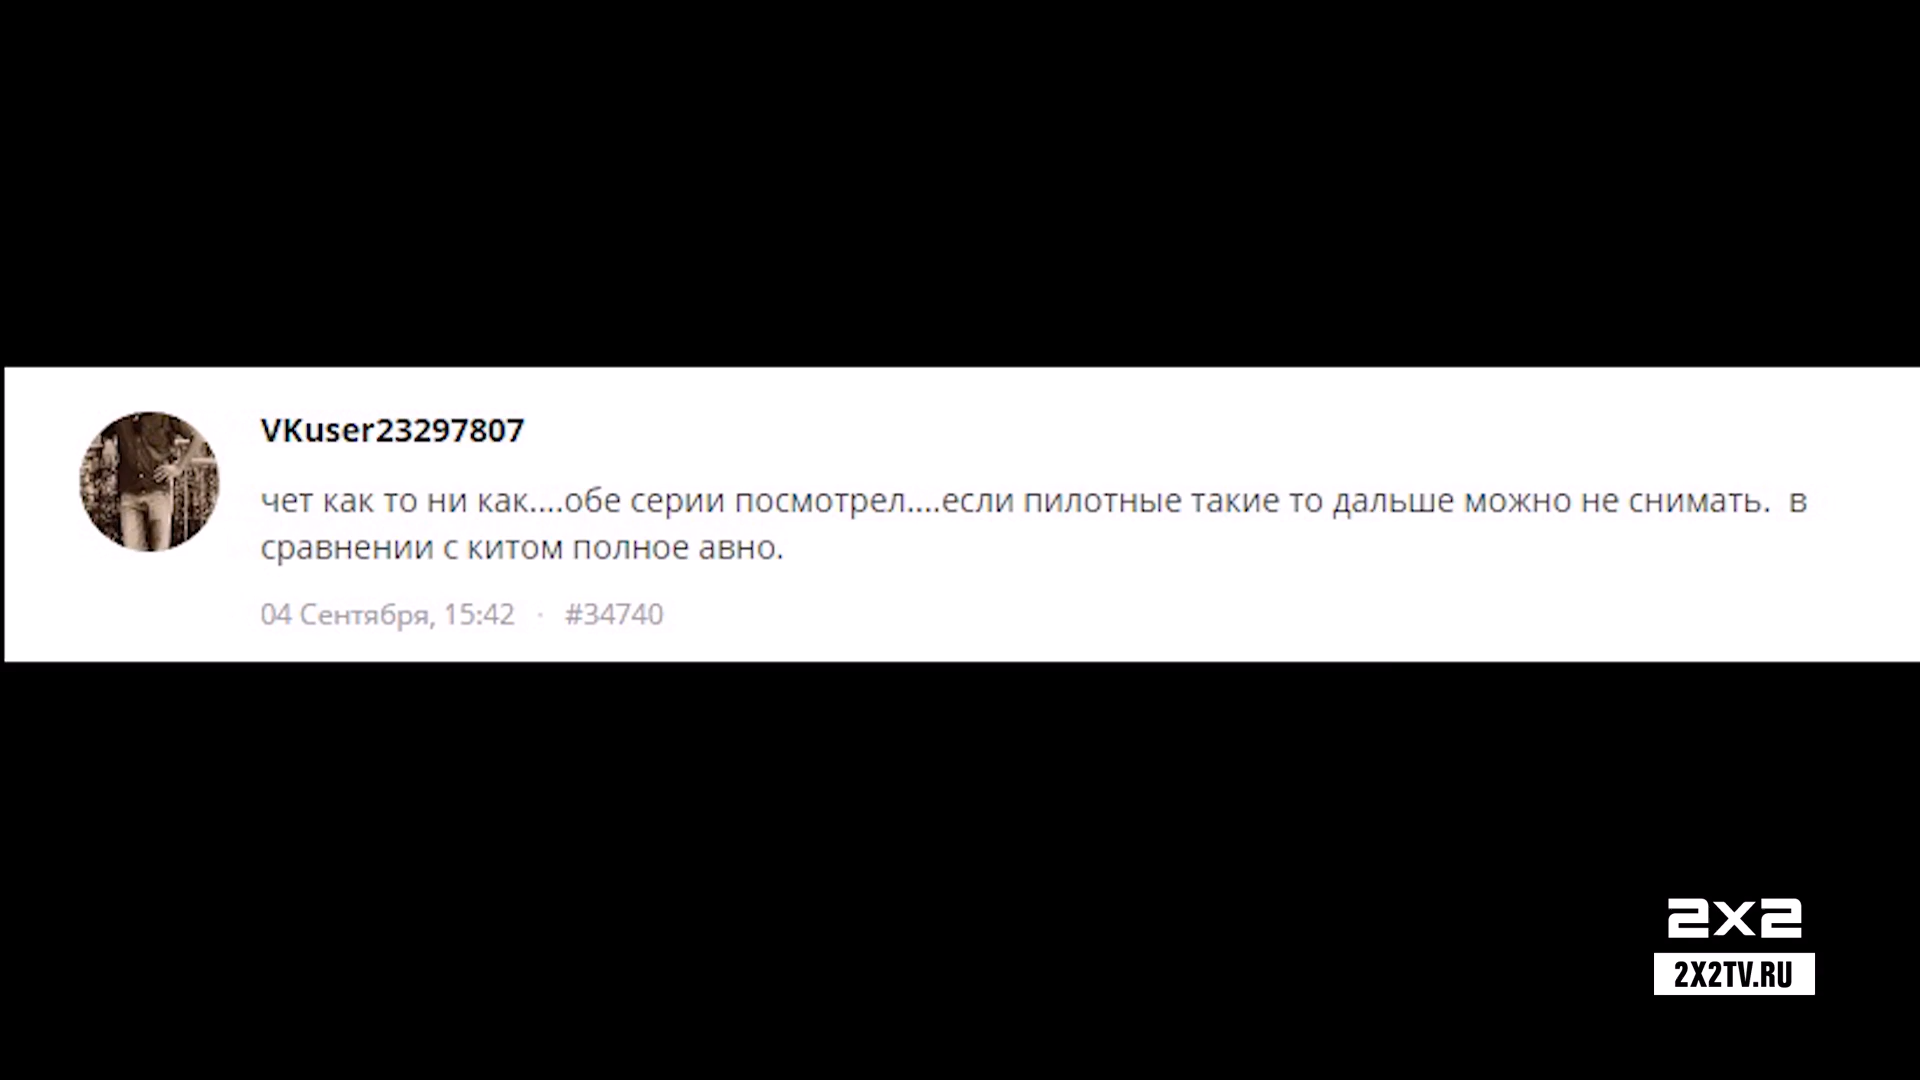 VKuser23297807
чет как то ни как....обе серии посмотрел....если пилотные такие то дальше можно не снимать.  в
сравнении с китом полное авно.
04 Сентября, 15:42 · #34740
2x2
2X2TV.RU